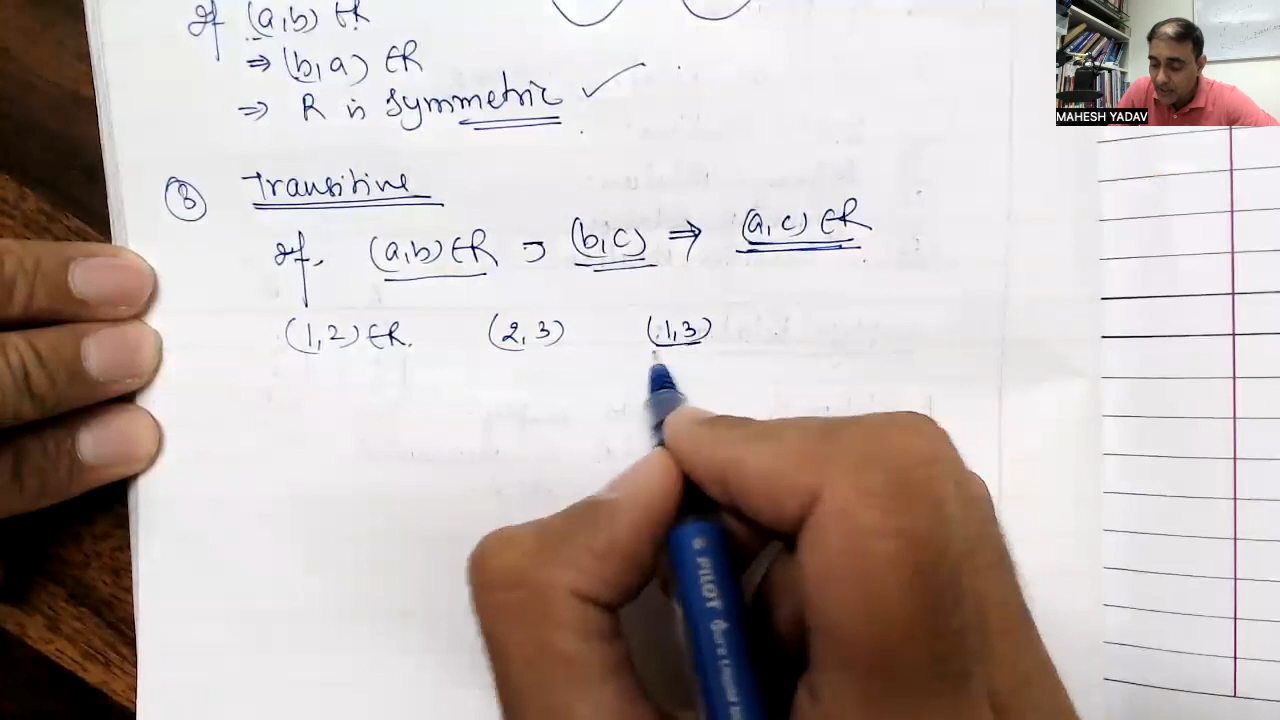 If (a,b) ∈ R
⇒ (b,a) ∈ R
⇒ R is symmetric ✓
③ Transitive
If (a,b) ∈ R , (b,c) ⇒ (a,c) ∈ R
(1,2) ∈ R. (2,3) (1,3)
MAHESH YADAV
PILOT